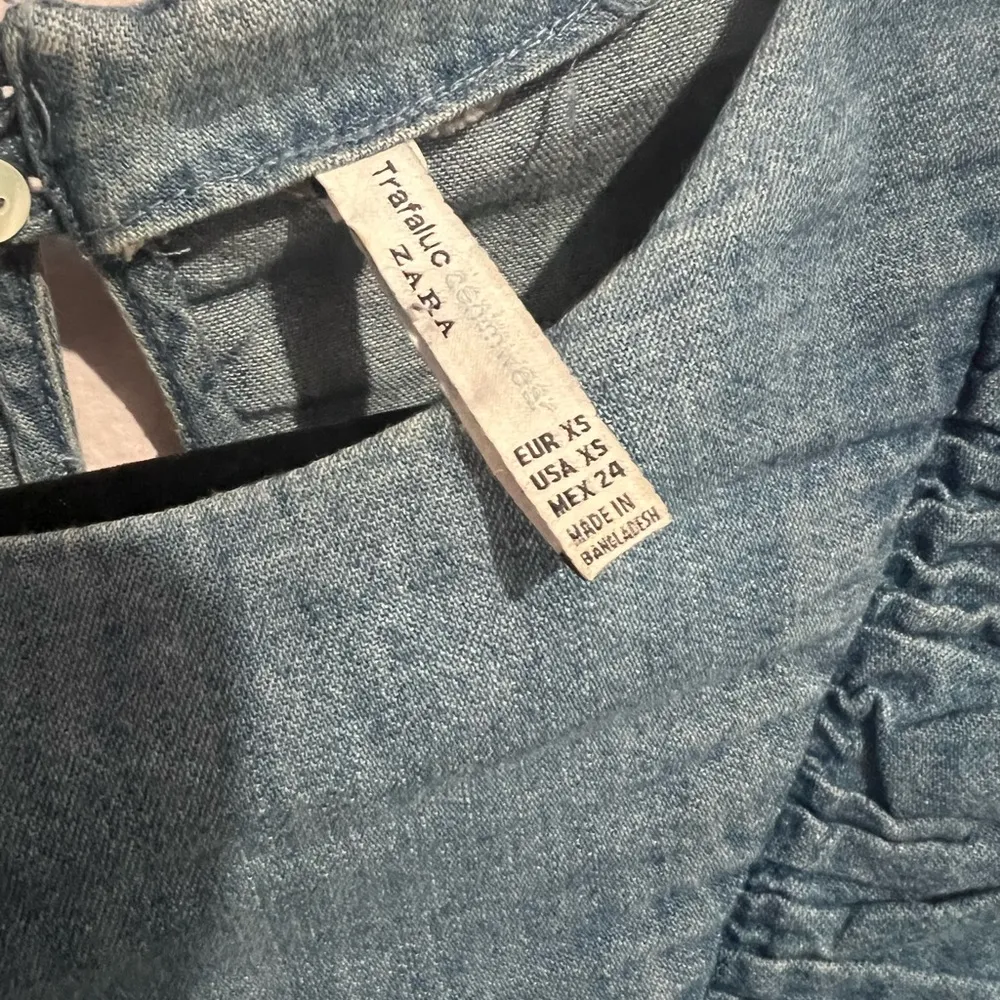 Trafaluc denimwear
ZARA
EUR XS
USA XS
MEX 24
MADE IN
BANGLADESH